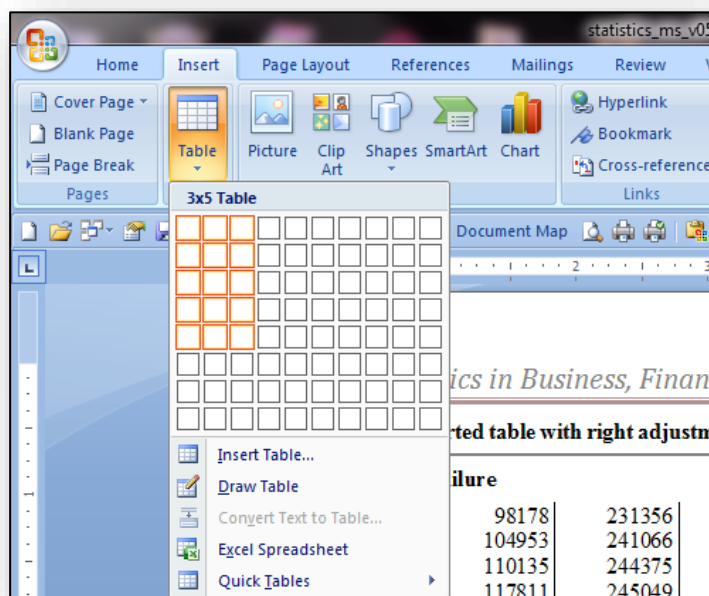 statistics_ms_v05
Home Insert Page Layout References Mailings Review
Cover Page
Blank Page
Page Break
Pages
Table
Picture
Clip Art
Shapes
SmartArt
Chart
Hyperlink
Bookmark
Cross-reference
Links
3x5 Table
Document Map
L
2
3
ics in Business, Finan
rted table with right adjustm
ilure
98178 231356
104953 241066
110135 244375
117811 245049
Insert Table...
Draw Table
Convert Text to Table...
Excel Spreadsheet
Quick Tables